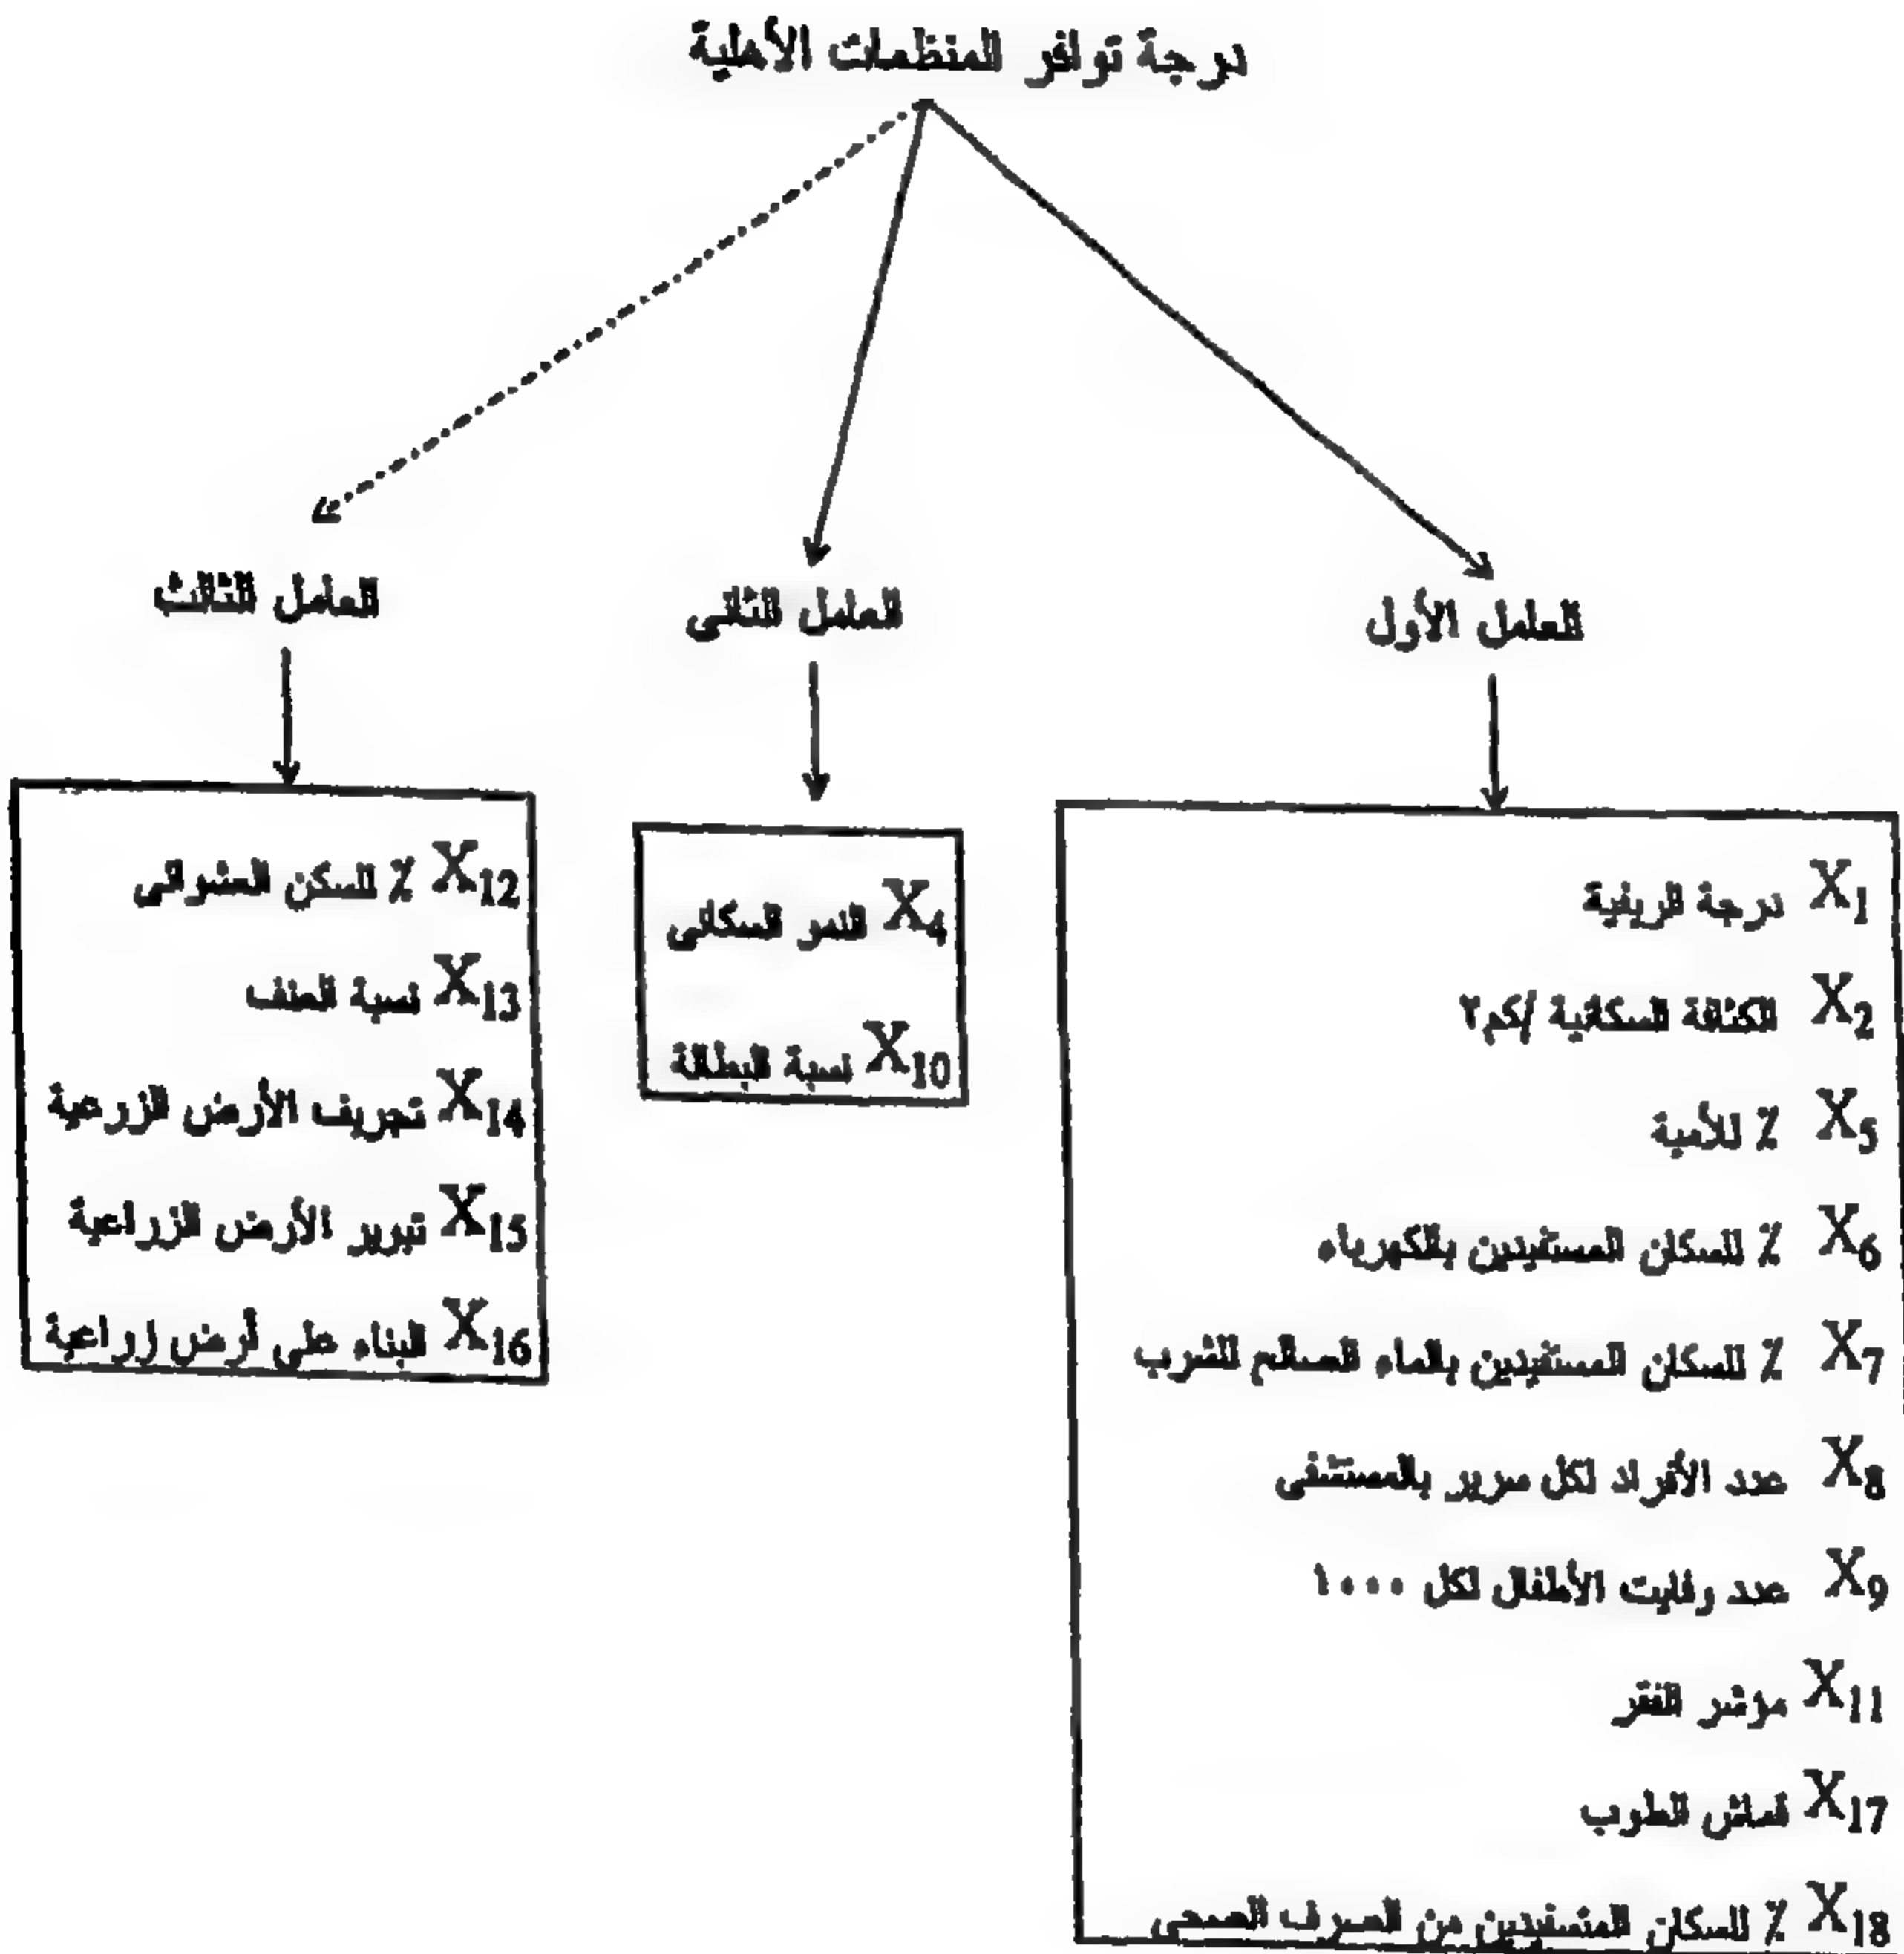 درجة توافر المنظمات الأهلية
العامل الأول
العامل الثاني
العامل الثالث
X1 درجة الريفية
X2 الكثافة السكانية /كم٢
X5 ٪ للأمية
X6 ٪ للسكان المستفيدين بالكهرباء
X7 ٪ للسكان المستفيدين بالماء الصالح للشرب
X8 عدد الأفراد لكل سرير بالمستشفى
X9 عدد وفيات الأطفال لكل ١٠٠٠
X11 مؤشر الفقر
X17 قمائن الطوب
X18 ٪ للسكان المستفيدين من الصرف الصحى
X4 النمو السكانى
X10 نسبة البطالة
X12 ٪ للسكن العشوائى
X13 نسبة العنف
X14 تجريف الأرض الزرعية
X15 تبوير الأرض الزراعية
X16 البناء على أرض زراعية